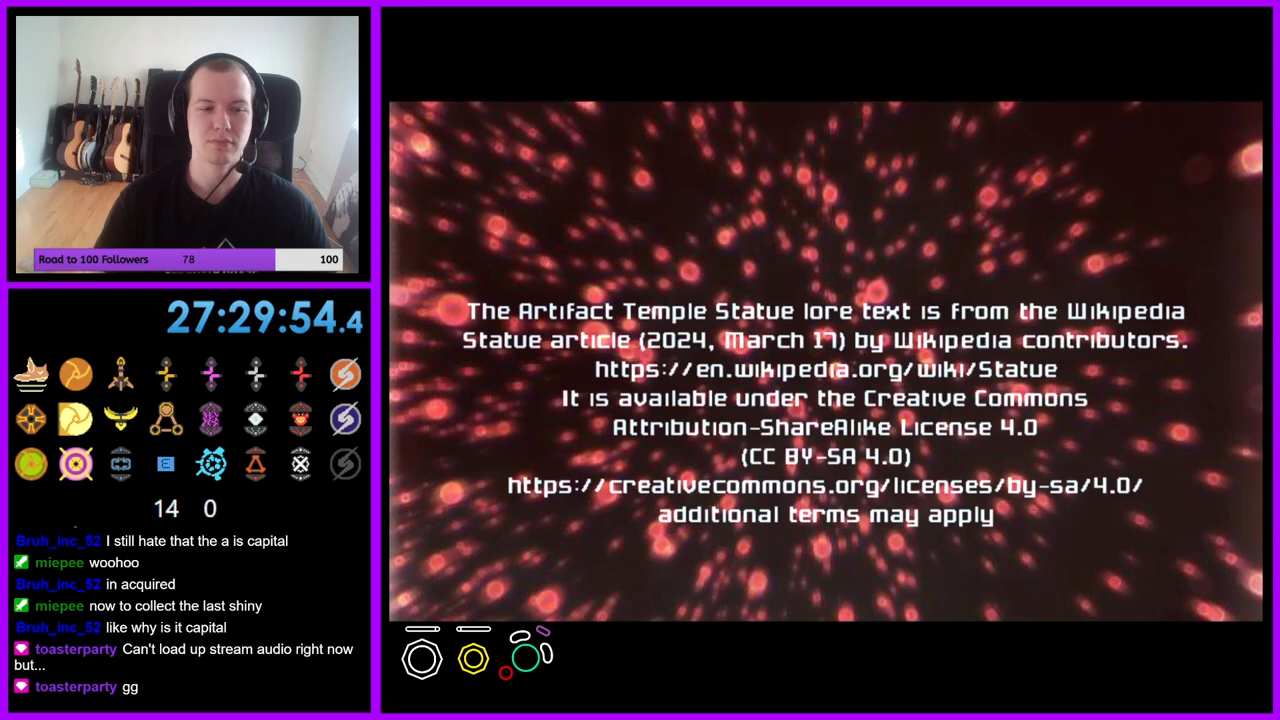 Road to 100 Followers 78 100
27:29:54.4
14 0
Bruh_inc_52 I still hate that the a is capital
miepee woohoo
Bruh_inc_52 in acquired
miepee now to collect the last shiny
Bruh_inc_52 like why is it capital
toasterparty Can't load up stream audio right now
but...
toasterparty gg
The Artifact Temple Statue lore text is from the Wikipedia
Statue article (2024, March 17) by Wikipedia contributors.
https://en.wikipedia.org/wiki/Statue
It is available under the Creative Commons
Attribution-ShareAlike License 4.0
(CC BY-SA 4.0)
https://creativecommons.org/licenses/by-sa/4.0/
additional terms may apply